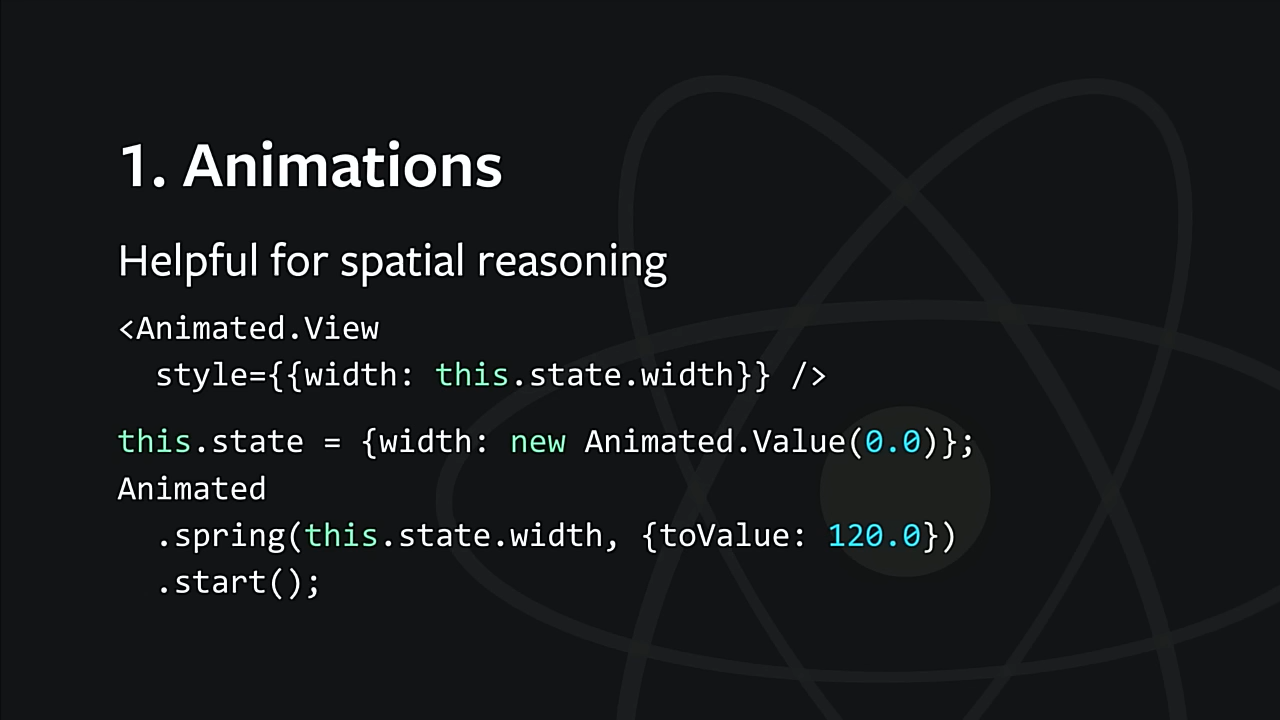 1. Animations
Helpful for spatial reasoning
<Animated.View
  style={{width: this.state.width}} />
this.state = {width: new Animated.Value(0.0)};
Animated
  .spring(this.state.width, {toValue: 120.0})
  .start();